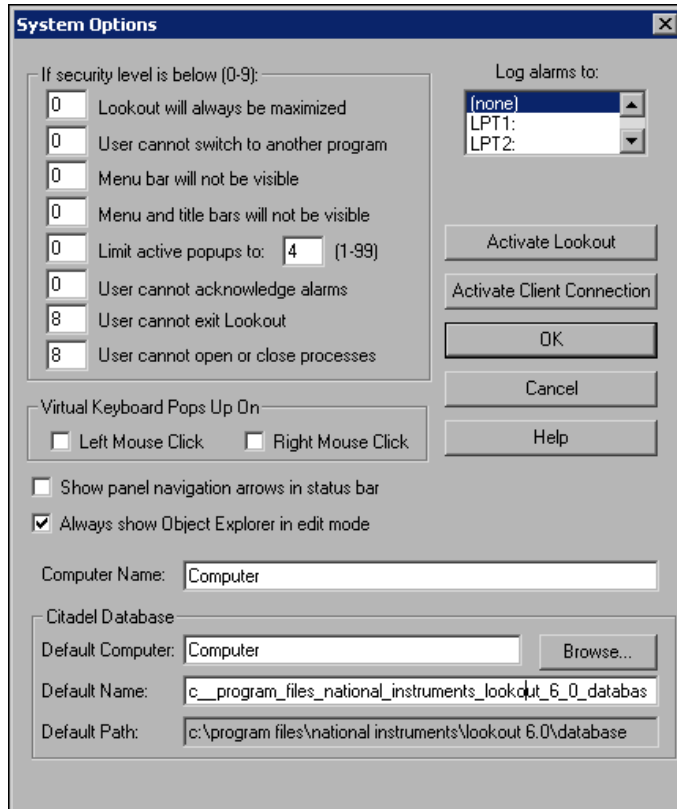 System Options
If security level is below (0-9):
0 Lookout will always be maximized
0 User cannot switch to another program
0 Menu bar will not be visible
0 Menu and title bars will not be visible
0 Limit active popups to: 4 (1-99)
0 User cannot acknowledge alarms
8 User cannot exit Lookout
8 User cannot open or close processes
Log alarms to:
(none)
LPT1:
LPT2:
Activate Lookout
Activate Client Connection
OK
Cancel
Help
Virtual Keyboard Pops Up On
Left Mouse Click Right Mouse Click
Show panel navigation arrows in status bar
Always show Object Explorer in edit mode
Computer Name: Computer
Citadel Database
Default Computer: Computer Browse...
Default Name: c__program_files_national_instruments_lookout_6_0_databas
Default Path: c:\program files\national instruments\lookout 6.0\database